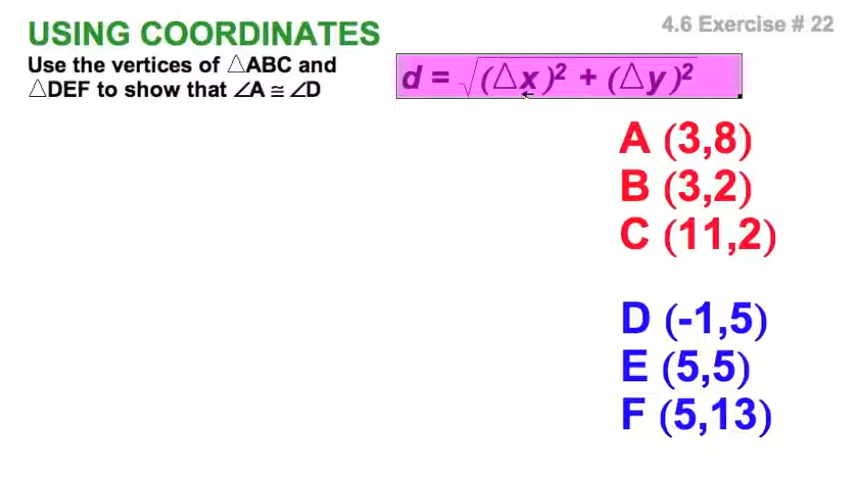 USING COORDINATES
4.6 Exercise # 22
Use the vertices of △ABC and
△DEF to show that ∠A ≅ ∠D
d = √(△x)² + (△y)²
A (3,8)
B (3,2)
C (11,2)
D (-1,5)
E (5,5)
F (5,13)